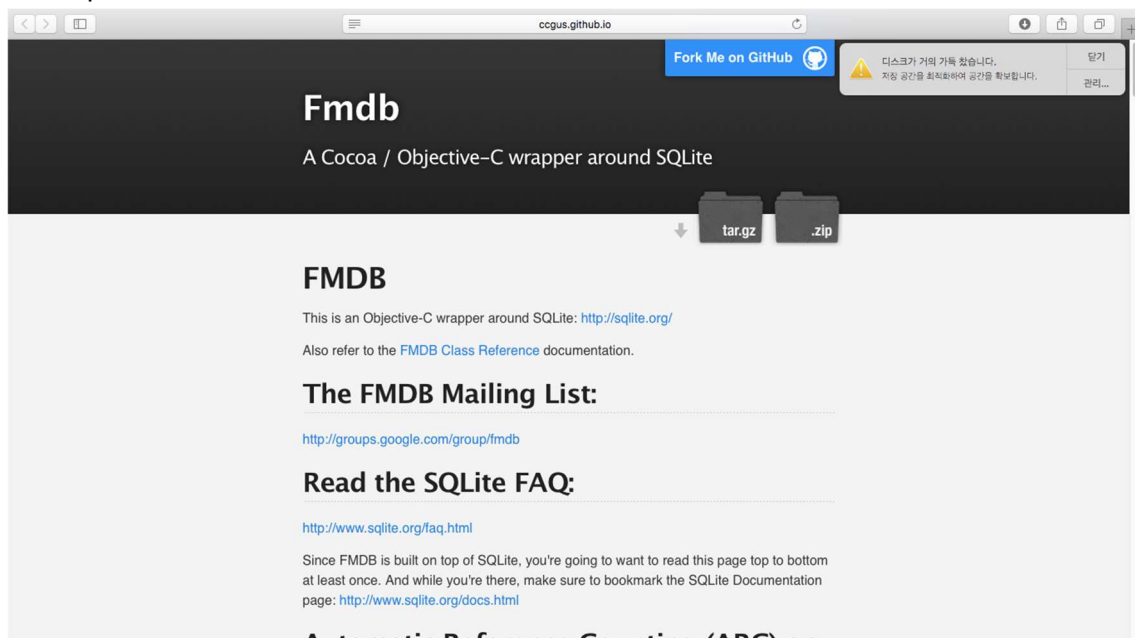 ccgus.github.io
Fork Me on GitHub
디스크가 거의 가득 찼습니다.
저장 공간을 최적화하여 공간을 확보합니다.
닫기
관리...
Fmdb
A Cocoa / Objective-C wrapper around SQLite
tar.gz
.zip
FMDB
This is an Objective-C wrapper around SQLite: http://sqlite.org/
Also refer to the FMDB Class Reference documentation.
The FMDB Mailing List:
http://groups.google.com/group/fmdb
Read the SQLite FAQ:
http://www.sqlite.org/faq.html
Since FMDB is built on top of SQLite, you're going to want to read this page top to bottom
at least once. And while you're there, make sure to bookmark the SQLite Documentation
page: http://www.sqlite.org/docs.html
Automatic Reference Counting (ARC) or